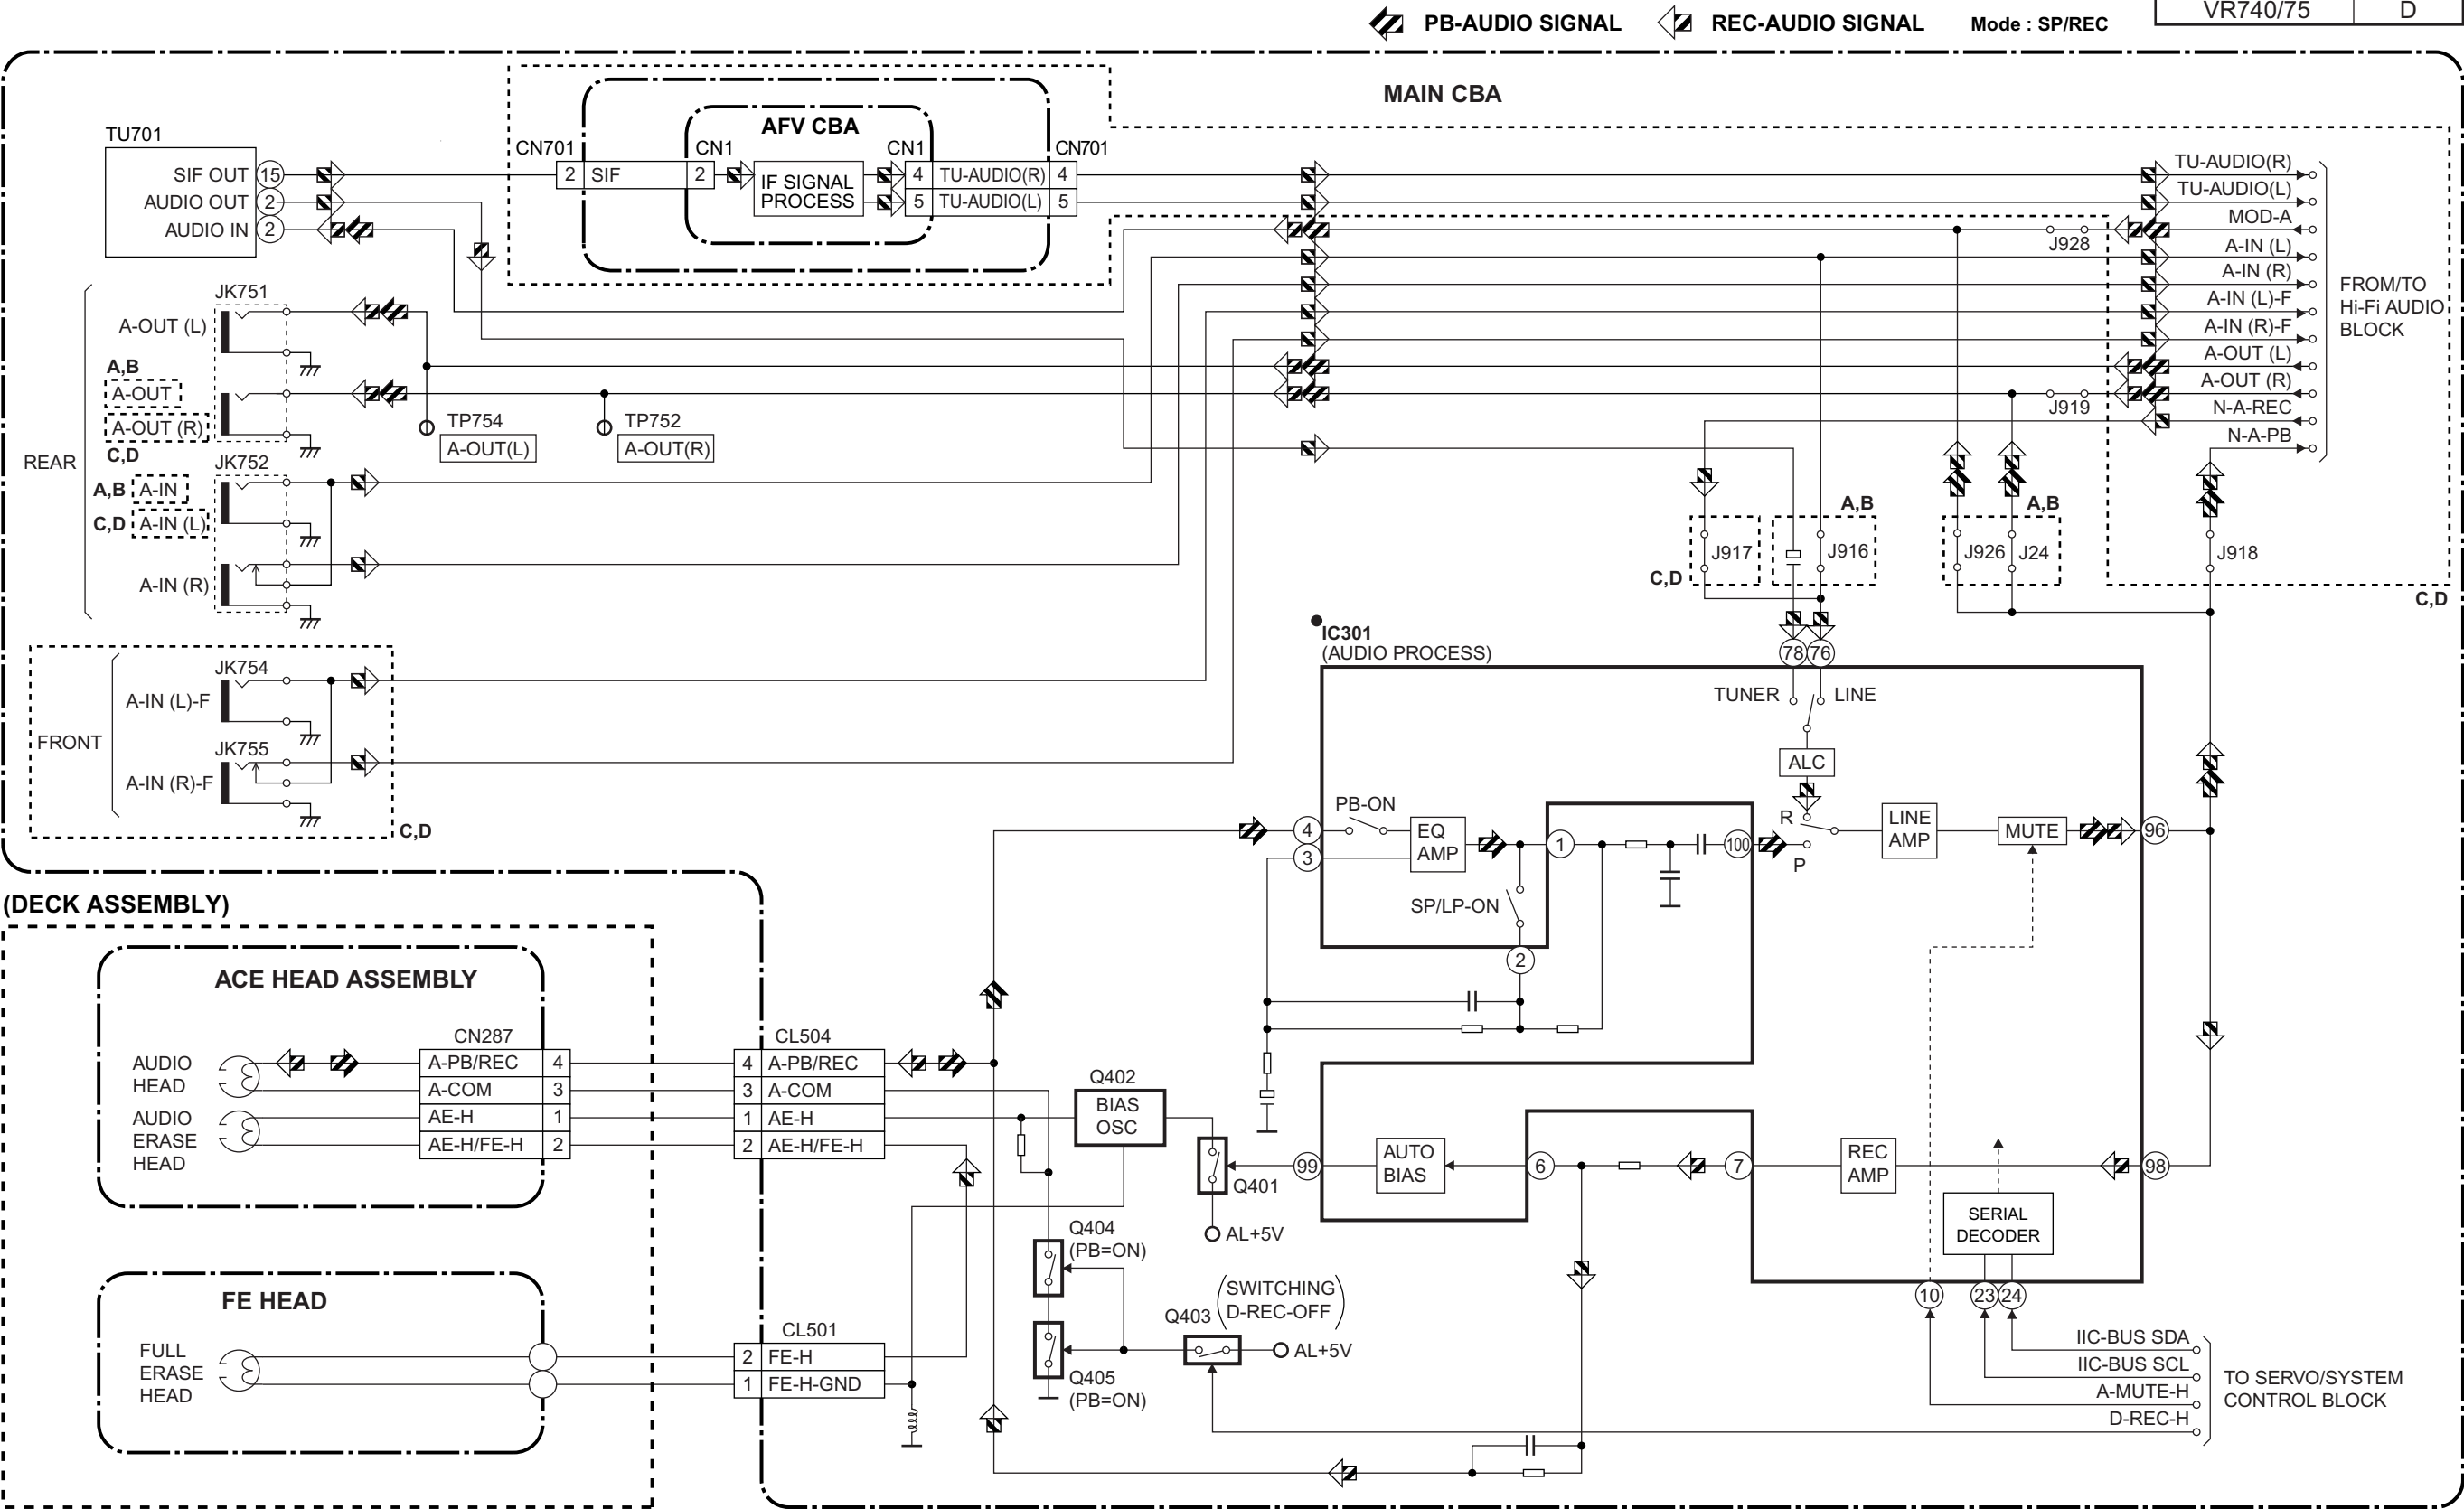 PB-AUDIO SIGNAL REC-AUDIO SIGNAL Mode : SP/REC
VR740/75 D
MAIN CBA
AFV CBA
TU701
SIF OUT 15
AUDIO OUT 2
AUDIO IN 2
CN701 CN1 CN1 CN701
2 SIF 2
IF SIGNAL
PROCESS
4 TU-AUDIO(R) 4
5 TU-AUDIO(L) 5
TU-AUDIO(R)
TU-AUDIO(L)
MOD-A
A-IN (L)
A-IN (R)
A-IN (L)-F
A-IN (R)-F
A-OUT (L)
A-OUT (R)
N-A-REC
N-A-PB
FROM/TO
Hi-Fi AUDIO
BLOCK
J928
J919
REAR
JK751
A-OUT (L)
A,B
A-OUT
A-OUT (R)
C,D
TP754
A-OUT(L)
TP752
A-OUT(R)
JK752
A,B A-IN
C,D A-IN (L)
A-IN (R)
FRONT
JK754
A-IN (L)-F
JK755
A-IN (R)-F
C,D
J917
C,D
A,B
J916
A,B
J926 J24
J918
C,D
IC301
(AUDIO PROCESS)
78 76
TUNER LINE
ALC
R
P
PB-ON
4
3
EQ
AMP
1
100
SP/LP-ON
2
LINE
AMP
MUTE
96
(DECK ASSEMBLY)
ACE HEAD ASSEMBLY
AUDIO
HEAD
AUDIO
ERASE
HEAD
CN287
A-PB/REC 4
A-COM 3
AE-H 1
AE-H/FE-H 2
CL504
4 A-PB/REC
3 A-COM
1 AE-H
2 AE-H/FE-H
Q402
BIAS
OSC
Q401
AL+5V
99
AUTO
BIAS
6
7
REC
AMP
98
SERIAL
DECODER
10 23 24
Q404
(PB=ON)
Q405
(PB=ON)
Q403
SWITCHING
D-REC-OFF
AL+5V
FE HEAD
FULL
ERASE
HEAD
CL501
2 FE-H
1 FE-H-GND
IIC-BUS SDA
IIC-BUS SCL
A-MUTE-H
D-REC-H
TO SERVO/SYSTEM
CONTROL BLOCK